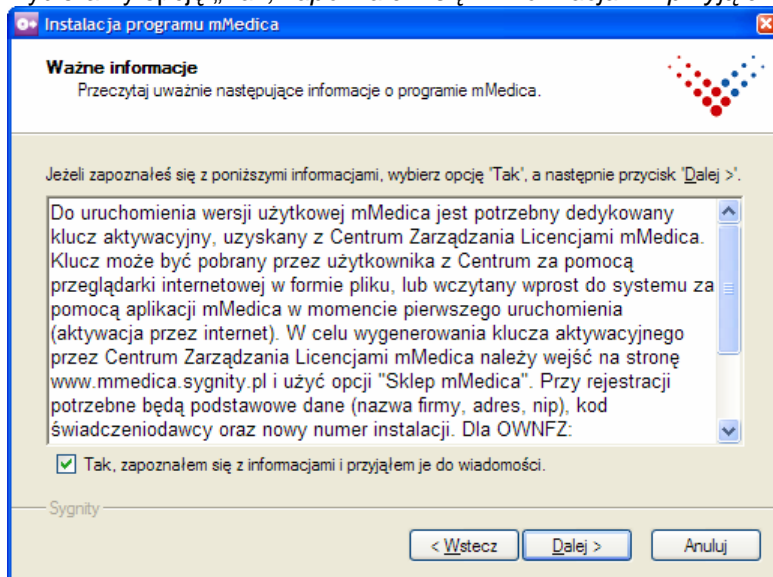 Instalacja programu mMedica
Ważne informacje
Przeczytaj uważnie następujące informacje o programie mMedica.
Jeżeli zapoznałeś się z poniższymi informacjami, wybierz opcję 'Tak', a następnie przycisk 'Dalej >'.
Do uruchomienia wersji użytkowej mMedica jest potrzebny dedykowany
klucz aktywacyjny, uzyskany z Centrum Zarządzania Licencjami mMedica.
Klucz może być pobrany przez użytkownika z Centrum za pomocą
przeglądarki internetowej w formie pliku, lub wczytany wprost do systemu za
pomocą aplikacji mMedica w momencie pierwszego uruchomienia
(aktywacja przez internet). W celu wygenerowania klucza aktywacyjnego
przez Centrum Zarządzania Licencjami mMedica należy wejść na stronę
www.mmedica.sygnity.pl i użyć opcji "Sklep mMedica". Przy rejestracji
potrzebne będą podstawowe dane (nazwa firmy, adres, nip), kod
świadczeniodawcy oraz nowy numer instalacji. Dla OWNFZ:
Tak, zapoznałem się z informacjami i przyjąłem je do wiadomości.
Sygnity
< Wstecz
Dalej >
Anuluj